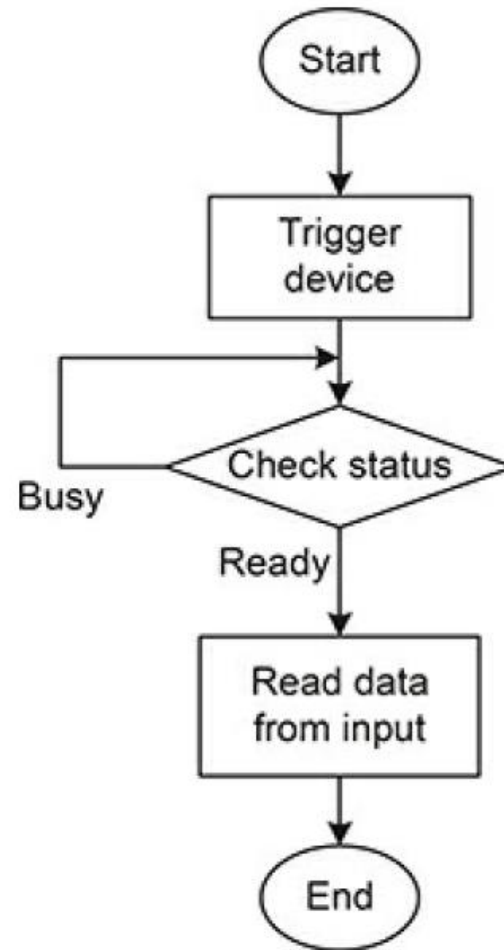 Start
Trigger
device
Check status
Busy
Ready
Read data
from input
End